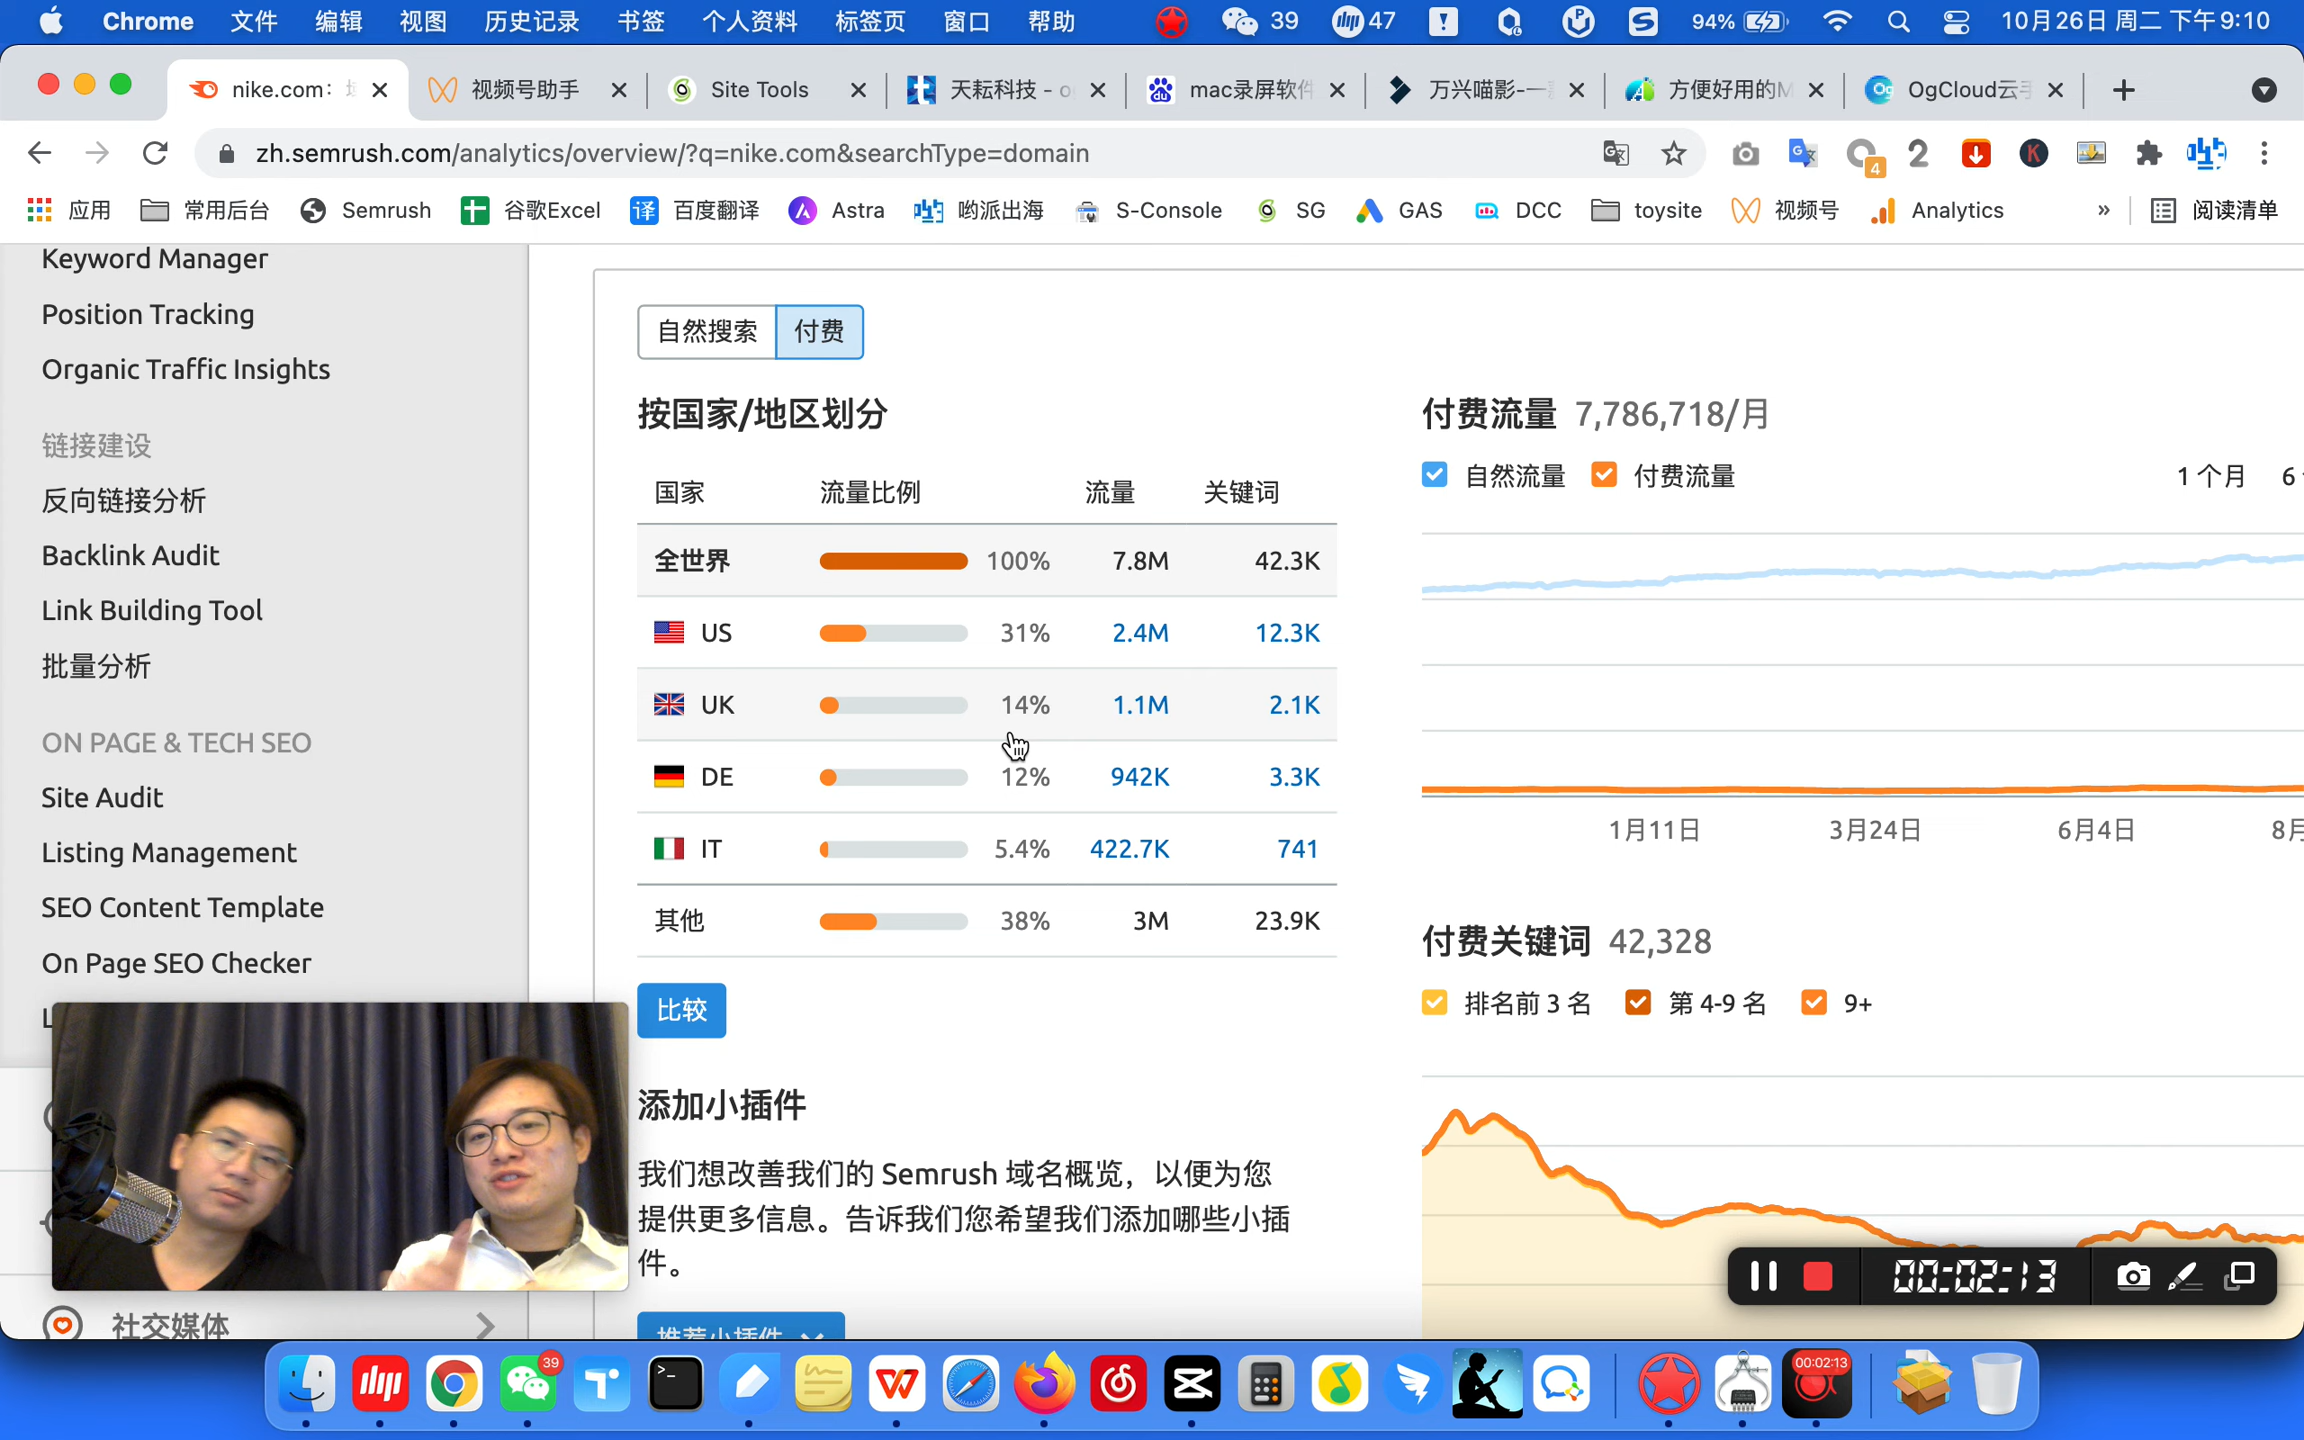 Chrome 文件 编辑 视图 历史记录 书签 个人资料 标签页 窗口 帮助 39 47 94% 10月26日 周二 下午9:10
nike.com: 视频号助手 Site Tools 天耘科技 - o mac录屏软件 万兴喵影-一 方便好用的M OgCloud云手
zh.semrush.com/analytics/overview/?q=nike.com&searchType=domain 4 2 K
应用 常用后台 Semrush 谷歌Excel 译 百度翻译 Astra 哟派出海 S-Console SG GAS DCC toysite 视频号 Analytics » 阅读清单
Keyword Manager
Position Tracking
Organic Traffic Insights
链接建设
反向链接分析
Backlink Audit
Link Building Tool
批量分析
ON PAGE & TECH SEO
Site Audit
Listing Management
SEO Content Template
On Page SEO Checker
L
社交媒体
自然搜索 付费
按国家/地区划分
国家 流量比例 流量 关键词
全世界 100% 7.8M 42.3K
US 31% 2.4M 12.3K
UK 14% 1.1M 2.1K
DE 12% 942K 3.3K
IT 5.4% 422.7K 741
其他 38% 3M 23.9K
比较
添加小插件
我们想改善我们的 Semrush 域名概览，以便为您
提供更多信息。告诉我们您希望我们添加哪些小插
件。
推荐小插件
付费流量 7,786,718/月
自然流量 付费流量 1 个月 6
1月11日 3月24日 6月4日 8月
付费关键词 42,328
排名前 3 名 第 4-9 名 9+
00:02:13
39
00:02:13